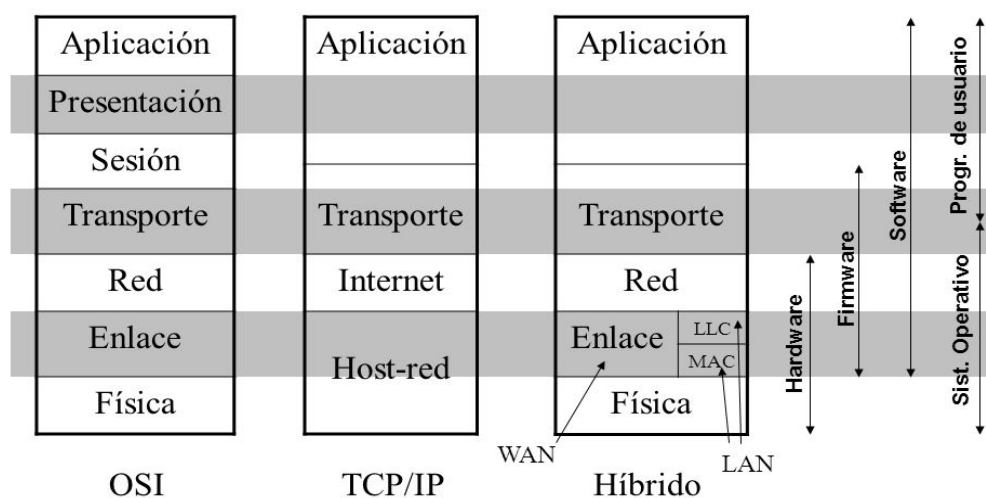 Aplicación
Presentación
Sesión
Transporte
Red
Enlace
Física
OSI
Aplicación
Transporte
Internet
Host-red
TCP/IP
Aplicación
Transporte
Red
Enlace
LLC
MAC
Física
WAN
LAN
Híbrido
Hardware
Firmware
Software
Progr. de usuario
Sist. Operativo